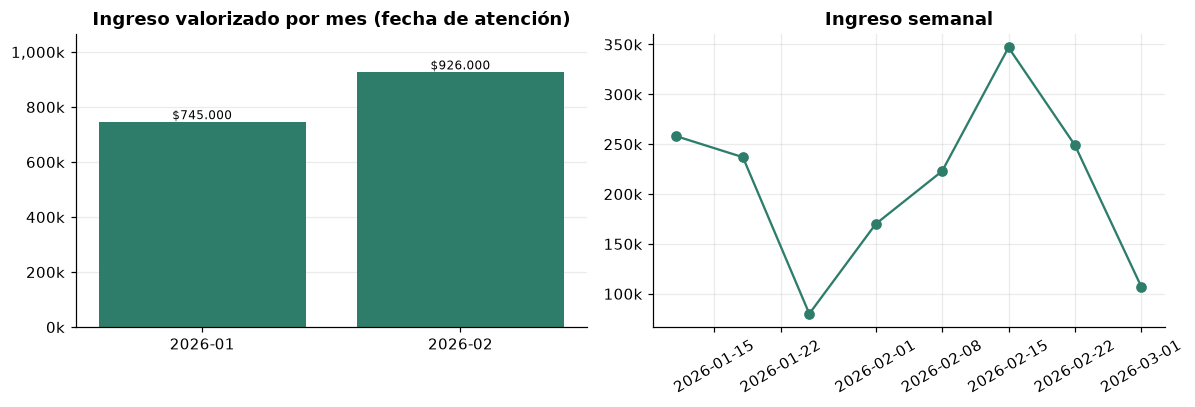 Ingreso valorizado por mes (fecha de atención)
1,000k
800k
600k
400k
200k
0k
$745.000
$926.000
2026-01
2026-02
Ingreso semanal
350k
300k
250k
200k
150k
100k
2026-01-15
2026-01-22
2026-02-01
2026-02-08
2026-02-15
2026-02-22
2026-03-01